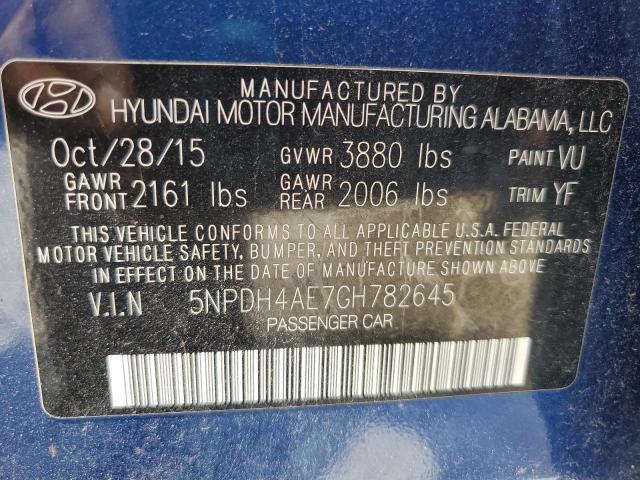 MANUFACTURED BY
HYUNDAI MOTOR MANUFACTURING ALABAMA, LLC
Oct/28/15 GVWR 3880 lbs PAINT VU
GAWR FRONT 2161 lbs GAWR REAR 2006 lbs TRIM YF
THIS VEHICLE CONFORMS TO ALL APPLICABLE U.S.A. FEDERAL
MOTOR VEHICLE SAFETY, BUMPER, AND THEFT PREVENTION STANDARDS
IN EFFECT ON THE DATE OF MANUFACTURE SHOWN ABOVE
V.I.N 5NPDH4AE7GH782645
PASSENGER CAR